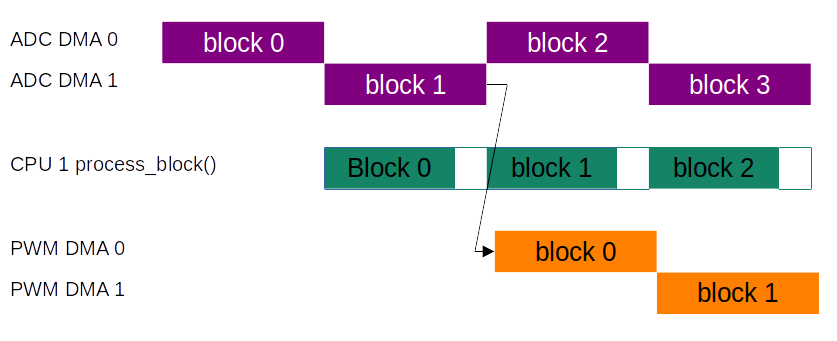 ADC DMA 0
block 0
block 2
ADC DMA 1
block 1
block 3
CPU 1 process_block()
Block 0
block 1
block 2
PWM DMA 0
block 0
PWM DMA 1
block 1